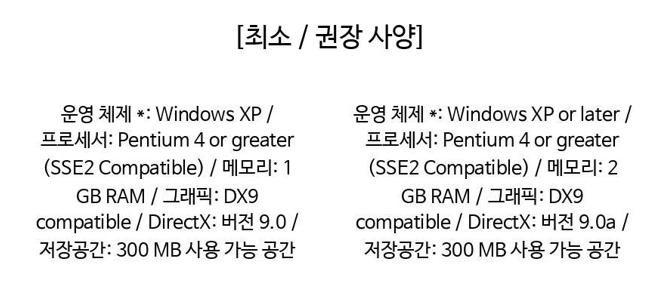 [최소 / 권장 사양]
운영 체제 *: Windows XP /
프로세서: Pentium 4 or greater
(SSE2 Compatible) / 메모리: 1
GB RAM / 그래픽: DX9
compatible / DirectX: 버전 9.0 /
저장공간: 300 MB 사용 가능 공간
운영 체제 *: Windows XP or later /
프로세서: Pentium 4 or greater
(SSE2 Compatible) / 메모리: 2
GB RAM / 그래픽: DX9
compatible / DirectX: 버전 9.0a /
저장공간: 300 MB 사용 가능 공간